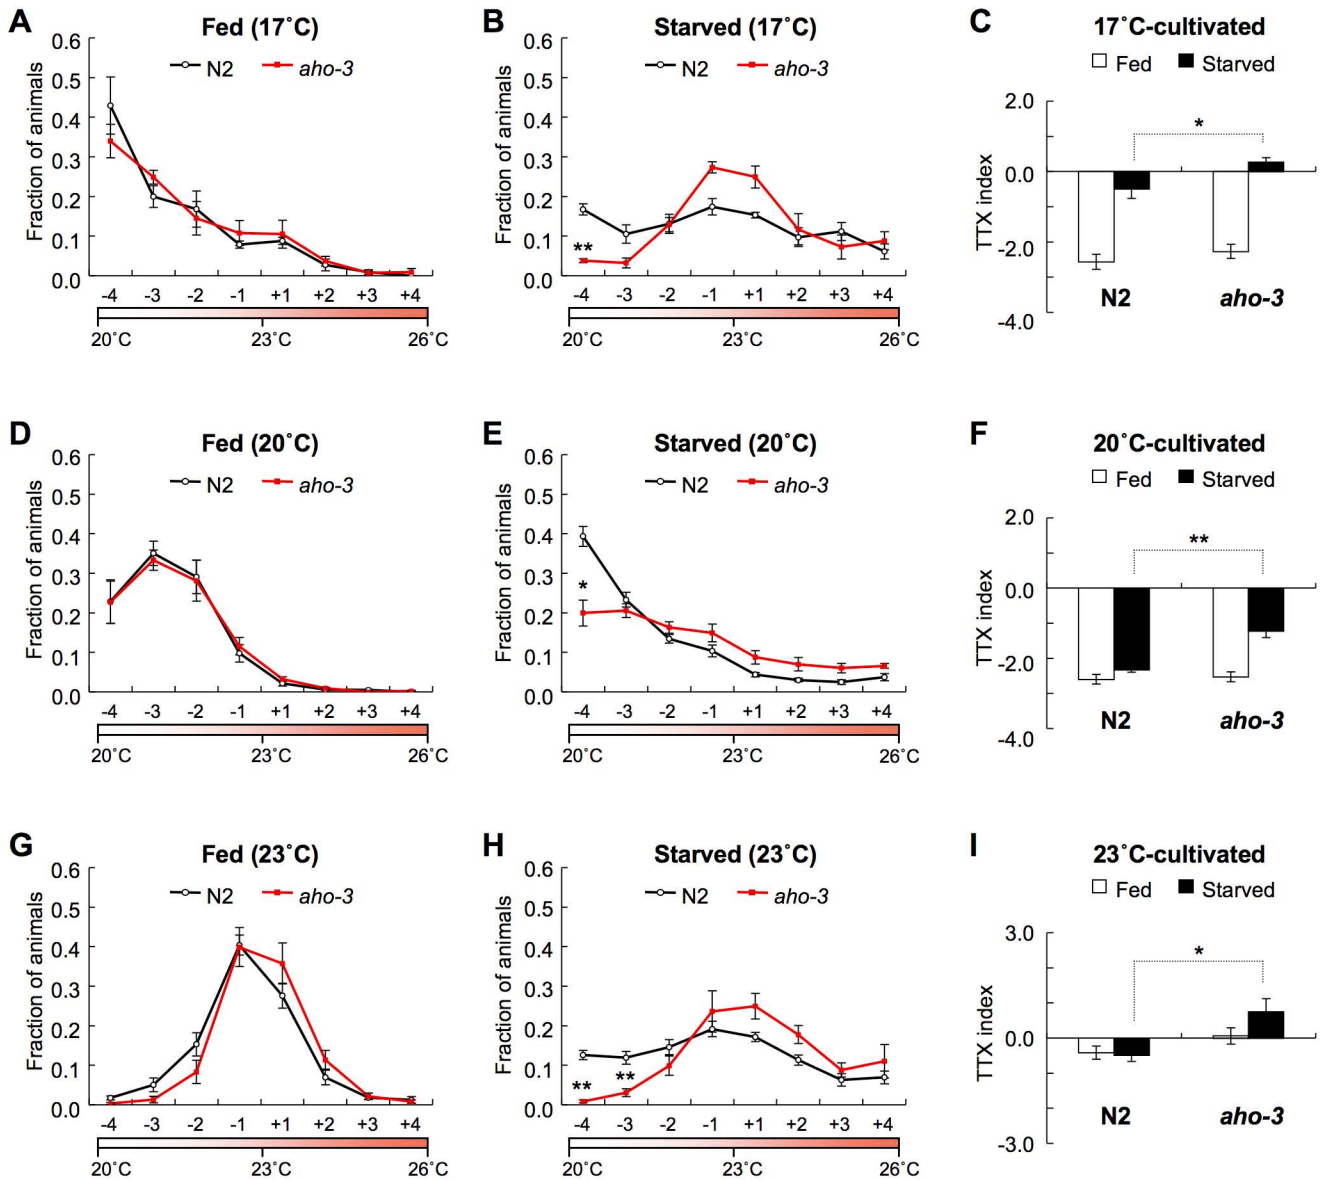 A
Fed (17˚C)
N2
aho-3
Fraction of animals
0.6
0.5
0.4
0.3
0.2
0.1
0.0
-4 -3 -2 -1 +1 +2 +3 +4
20˚C 23˚C 26˚C
B
Starved (17˚C)
N2
aho-3
Fraction of animals
0.6
0.5
0.4
0.3
0.2
0.1
0.0
**
-4 -3 -2 -1 +1 +2 +3 +4
20˚C 23˚C 26˚C
C
17˚C-cultivated
Fed Starved
TTX index
2.0
0.0
-2.0
-4.0
*
N2 aho-3
D
Fed (20˚C)
N2
aho-3
Fraction of animals
0.6
0.5
0.4
0.3
0.2
0.1
0.0
-4 -3 -2 -1 +1 +2 +3 +4
20˚C 23˚C 26˚C
E
Starved (20˚C)
N2
aho-3
Fraction of animals
0.6
0.5
0.4
0.3
0.2
0.1
0.0
*
-4 -3 -2 -1 +1 +2 +3 +4
20˚C 23˚C 26˚C
F
20˚C-cultivated
Fed Starved
TTX index
2.0
0.0
-2.0
-4.0
**
N2 aho-3
G
Fed (23˚C)
N2
aho-3
Fraction of animals
0.6
0.5
0.4
0.3
0.2
0.1
0.0
-4 -3 -2 -1 +1 +2 +3 +4
20˚C 23˚C 26˚C
H
Starved (23˚C)
N2
aho-3
Fraction of animals
0.6
0.5
0.4
0.3
0.2
0.1
0.0
** **
-4 -3 -2 -1 +1 +2 +3 +4
20˚C 23˚C 26˚C
I
23˚C-cultivated
Fed Starved
TTX index
3.0
0.0
-3.0
*
N2 aho-3